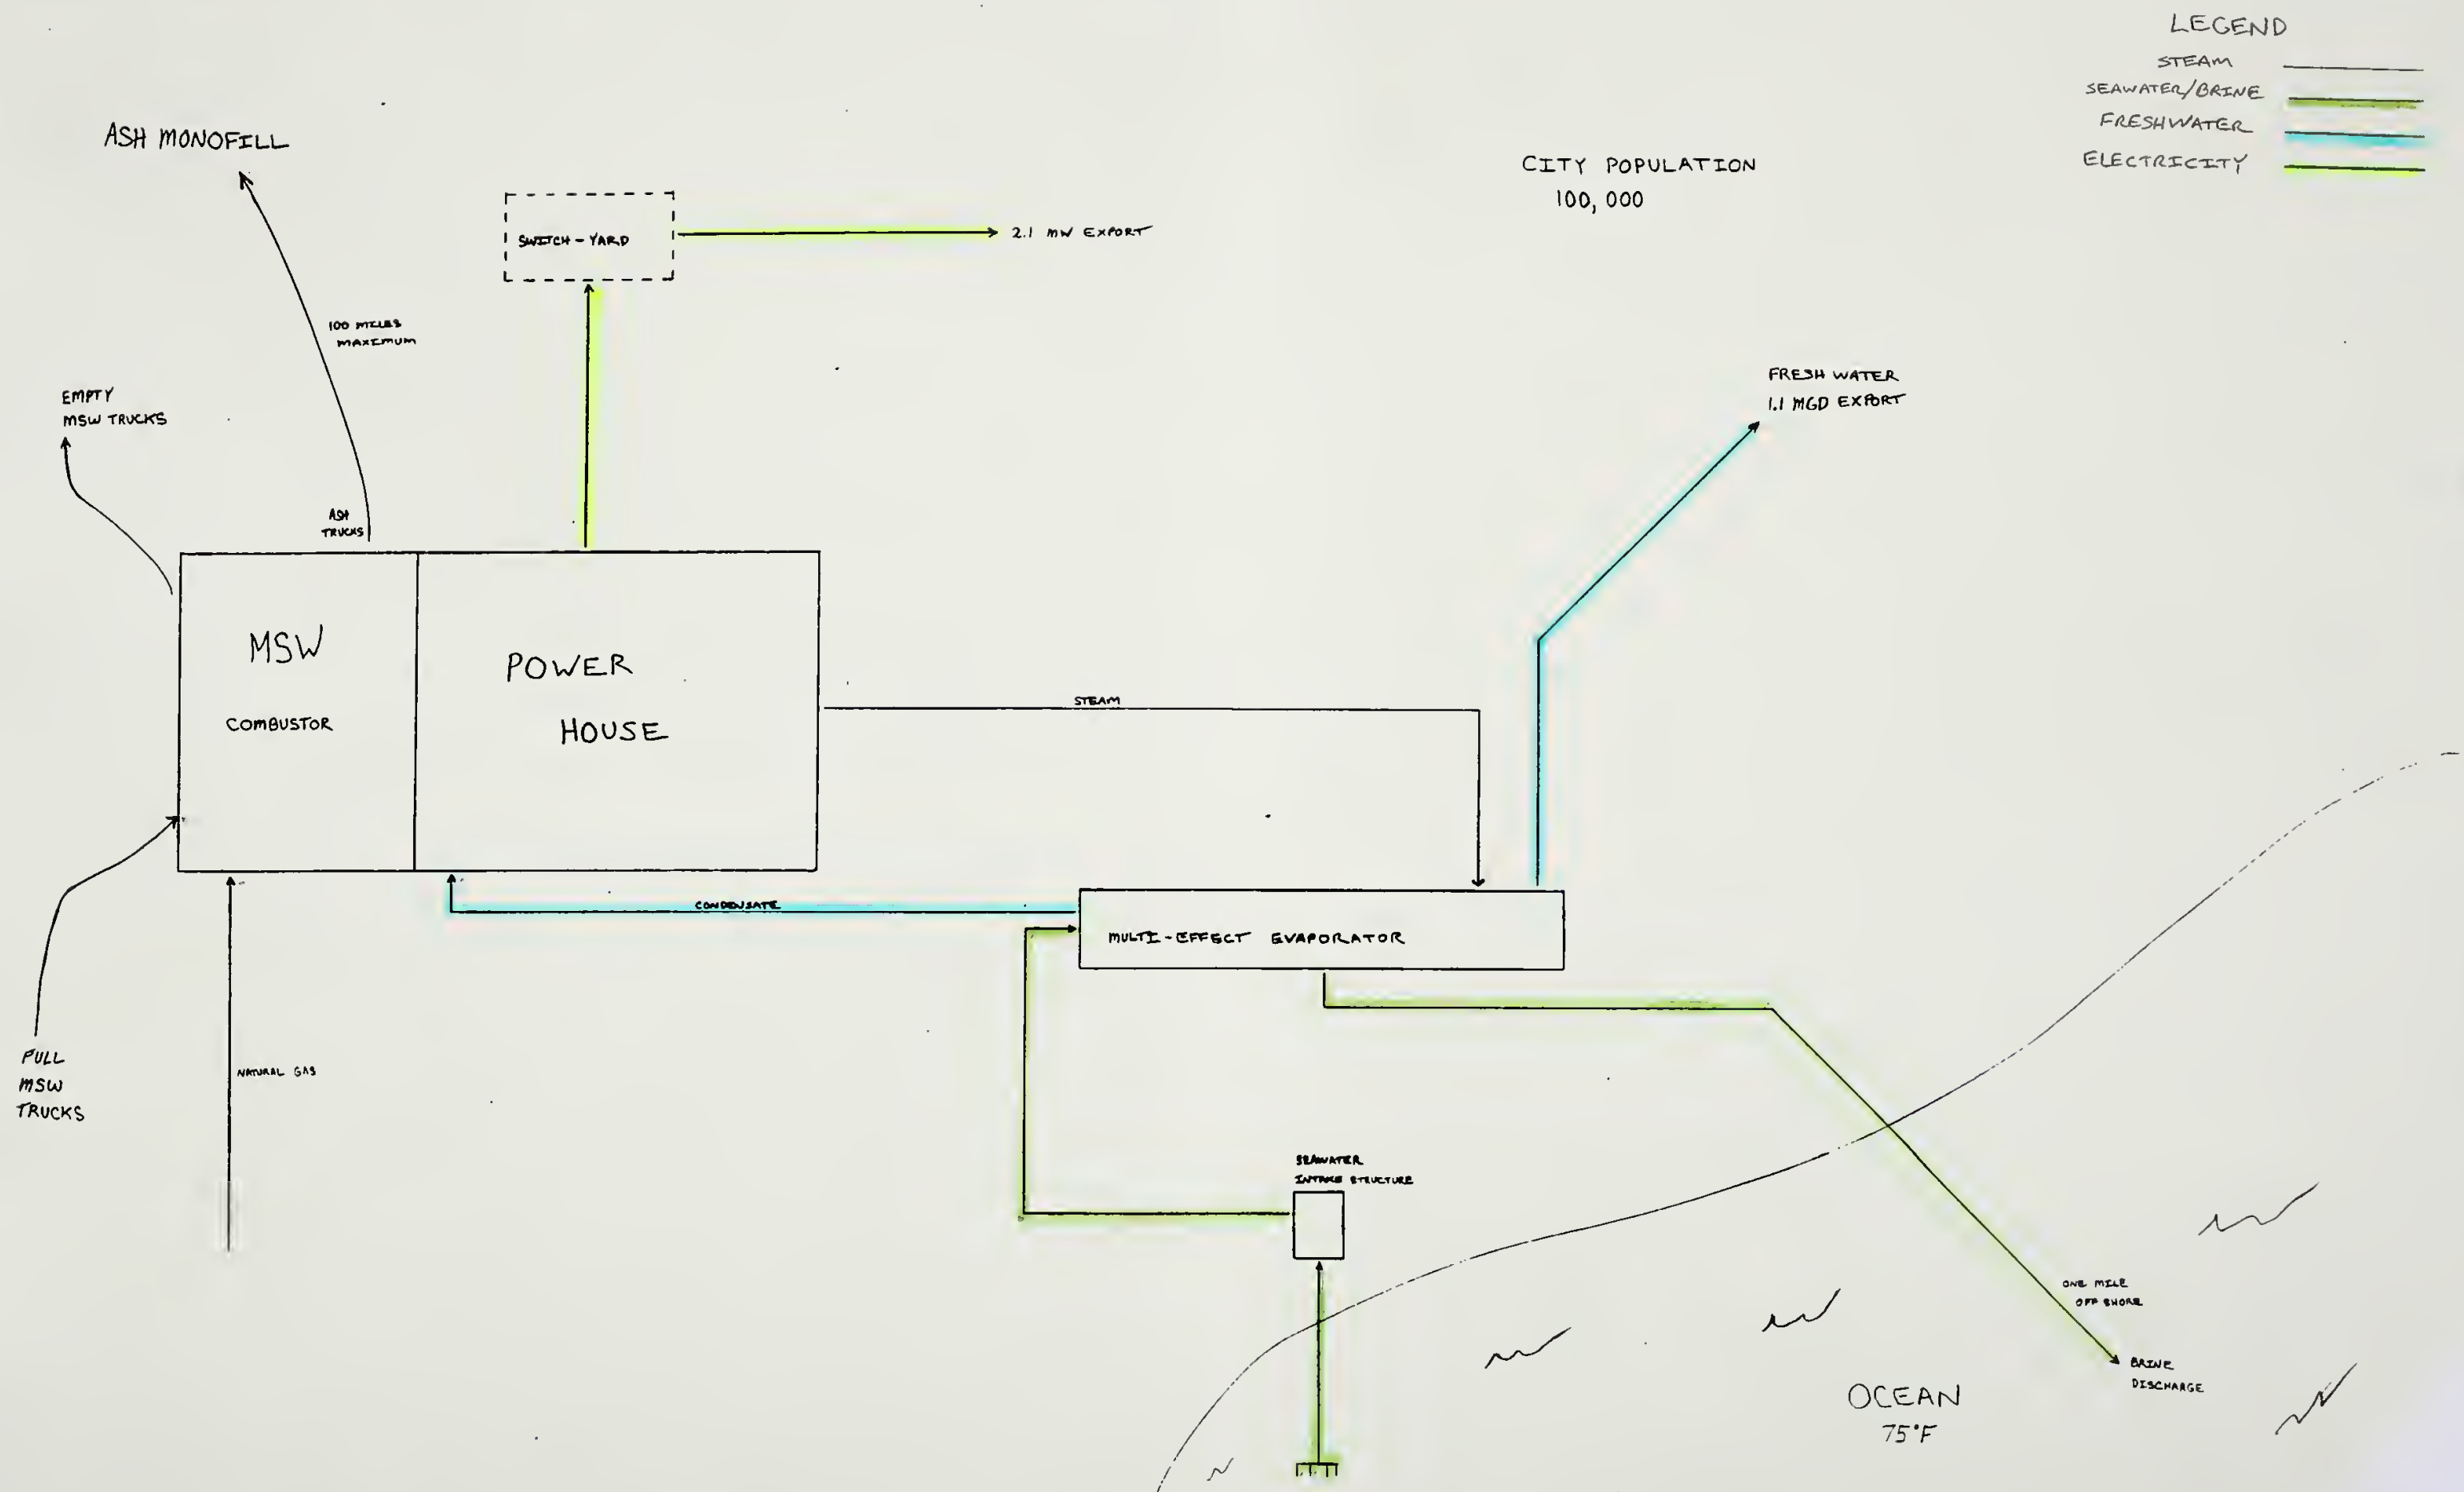 LEGEND
STEAM
SEAWATER/BRINE
FRESHWATER
ELECTRICITY
ASH MONOFILL
CITY POPULATION
100,000
SWITCH-YARD
2.1 MW EXPORT
100 MILES
MAXIMUM
EMPTY
MSW TRUCKS
FRESH WATER
1.1 MGD EXPORT
ASH
TRUCKS
MSW
COMBUSTOR
POWER
HOUSE
STEAM
CONDENSATE
MULTI-EFFECT EVAPORATOR
FULL
MSW
TRUCKS
NATURAL GAS
SEAWATER
INTAKE STRUCTURE
ONE MILE
OFF SHORE
BRINE
DISCHARGE
OCEAN
75°F